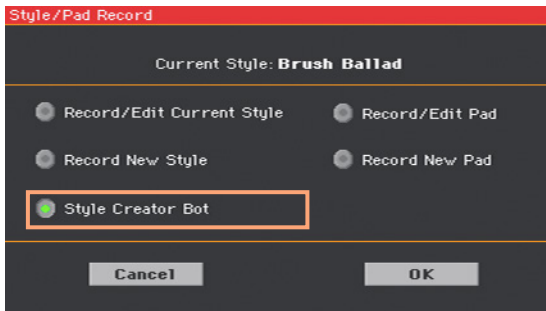 Style/Pad Record
Current Style: Brush Ballad
Record/Edit Current Style
Record/Edit Pad
Record New Style
Record New Pad
Style Creator Bot
Cancel
OK